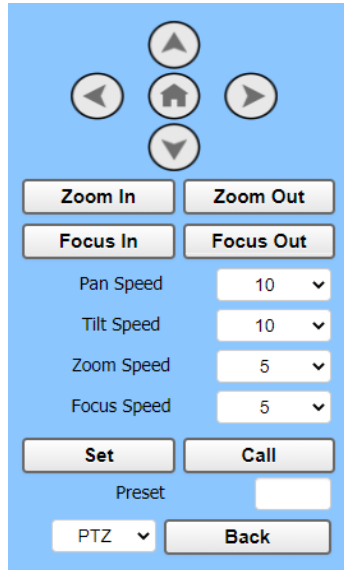 Zoom In Zoom Out
Focus In Focus Out
Pan Speed 10
Tilt Speed 10
Zoom Speed 5
Focus Speed 5
Set Call
Preset
PTZ Back